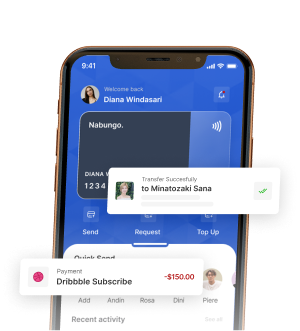 9:41
Welcome back
Diana Windasari
Nabungo.
DIANA W
1234
Transfer Succesfully
to Minatozaki Sana
Send
Request
Top Up
Quick Send
Payment
Dribbble Subscribe
-$150.00
Add
Andin
Rosa
Dini
Piere
Recent activity
See all